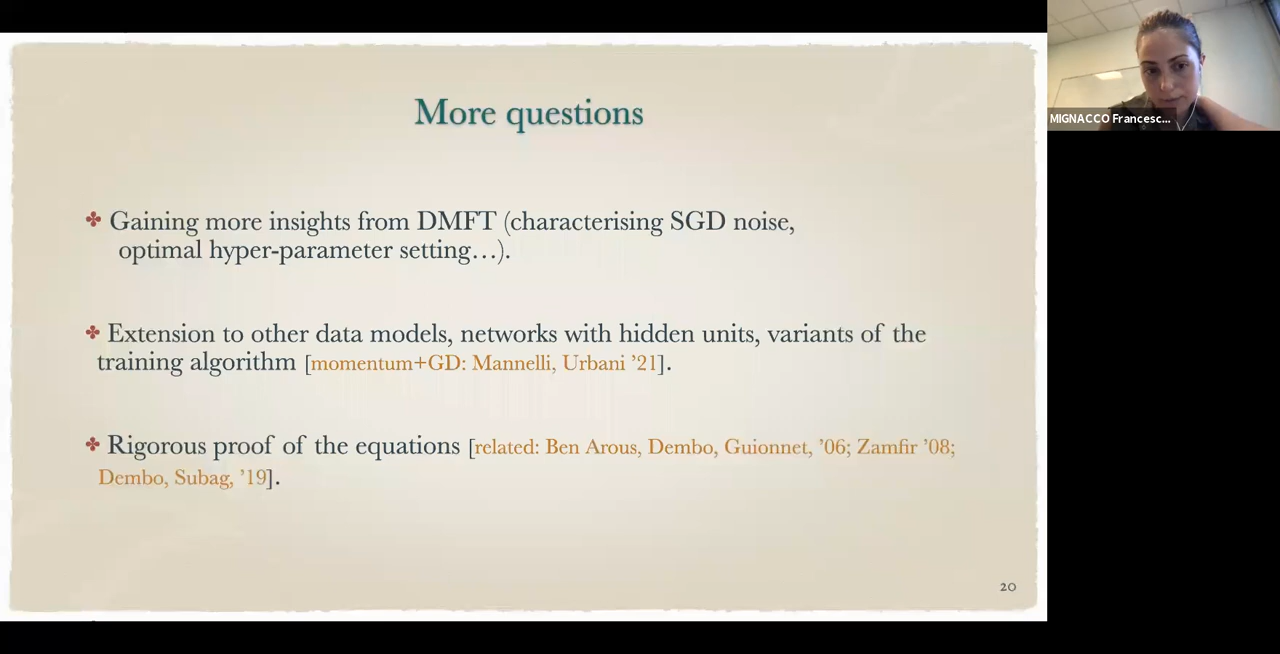 More questions
✤ Gaining more insights from DMFT (characterising SGD noise,
optimal hyper-parameter setting…).
✤ Extension to other data models, networks with hidden units, variants of the
training algorithm [momentum+GD: Mannelli, Urbani ’21].
✤ Rigorous proof of the equations [related: Ben Arous, Dembo, Guionnet, ’06; Zamfir ’08;
Dembo, Subag, ’19].
20
MIGNACCO Francesc...